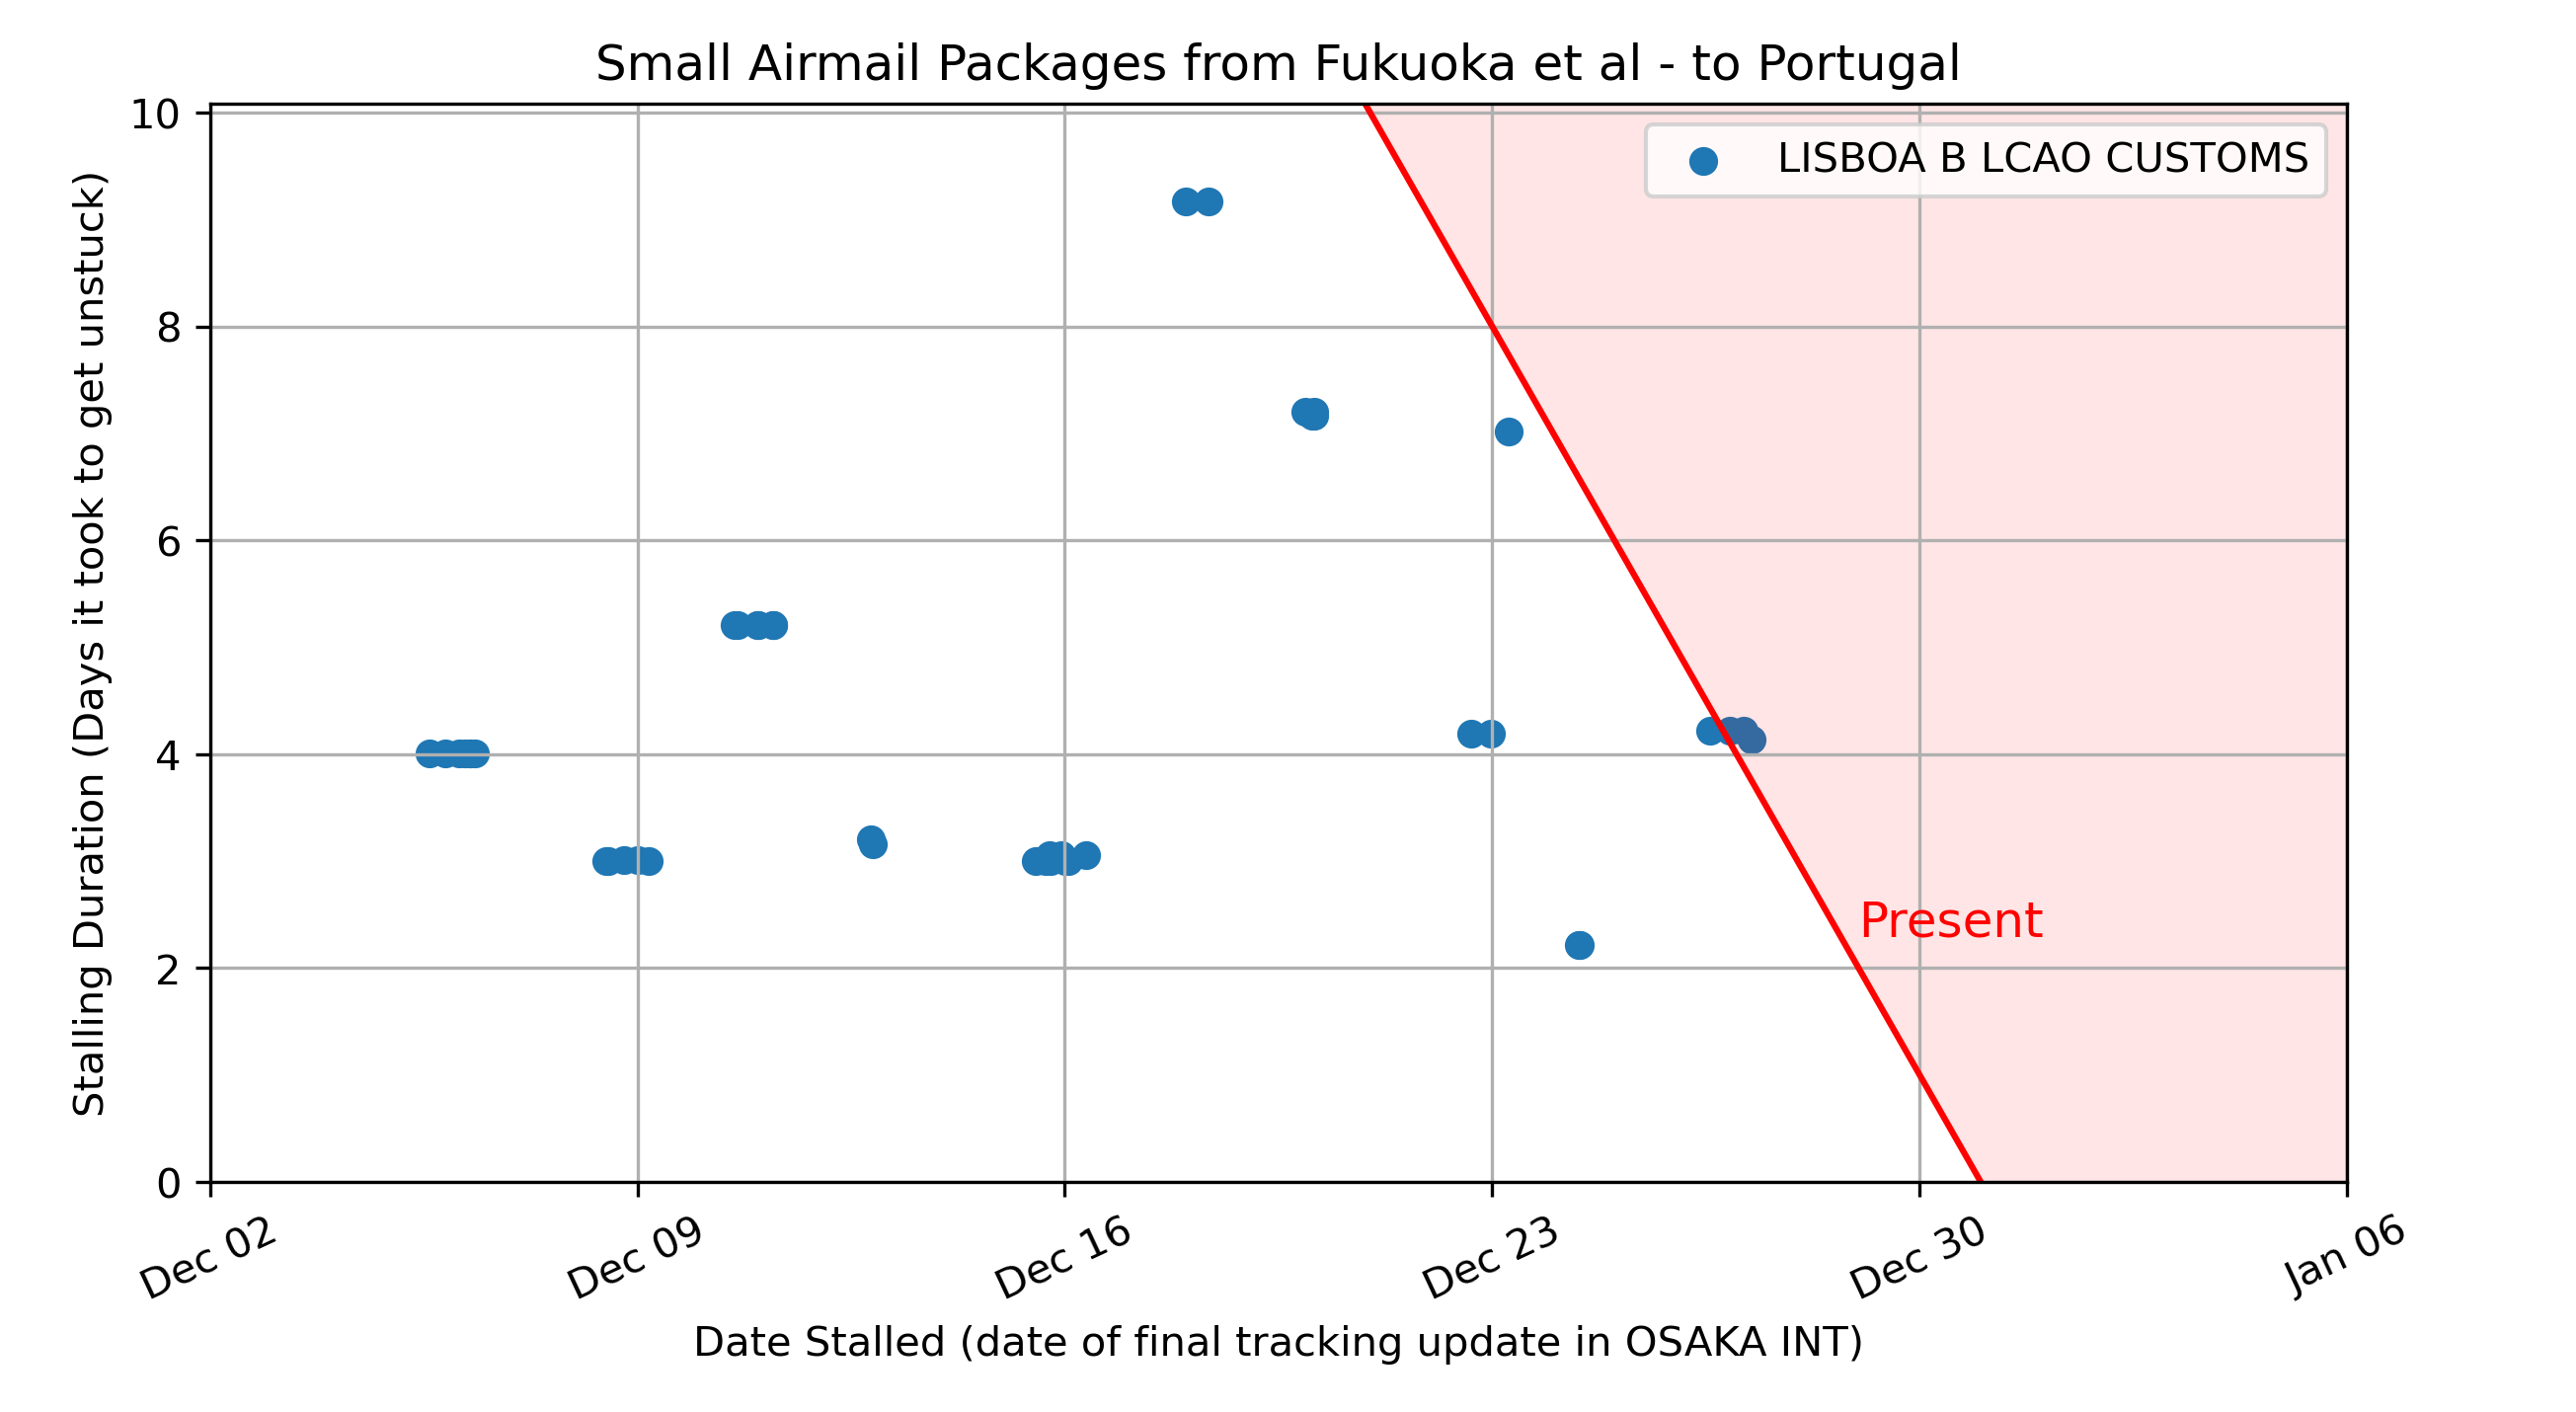 Small Airmail Packages from Fukuoka et al - to Portugal
LISBOA B LCAO CUSTOMS
Stalling Duration (Days it took to get unstuck)
10
8
6
4
2
0
Present
Dec 02
Dec 09
Dec 16
Dec 23
Dec 30
Jan 06
Date Stalled (date of final tracking update in OSAKA INT)